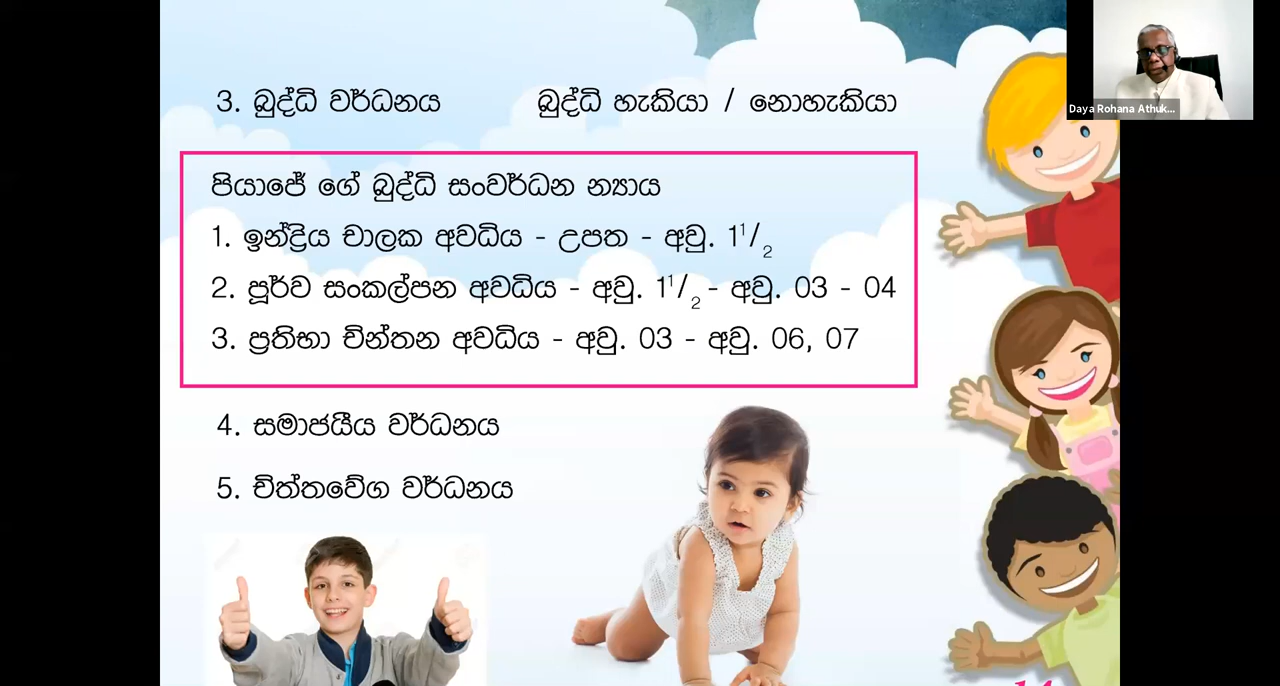 3. බුද්ධි වර්ධනය බුද්ධි හැකියා / නොහැකියා
පියාජේ ගේ බුද්ධි සංවර්ධන න්‍යාය
1. ඉන්ද්‍රිය චාලක අවධිය - උපත - අවු. 1 1/2
2. පූර්ව සංකල්පන අවධිය - අවු. 1 1/2 - අවු. 03 - 04
3. ප්‍රතිභා චින්තන අවධිය - අවු. 03 - අවු. 06, 07
4. සමාජයීය වර්ධනය
5. චිත්තවේග වර්ධනය
Daya Rohana Athuk...